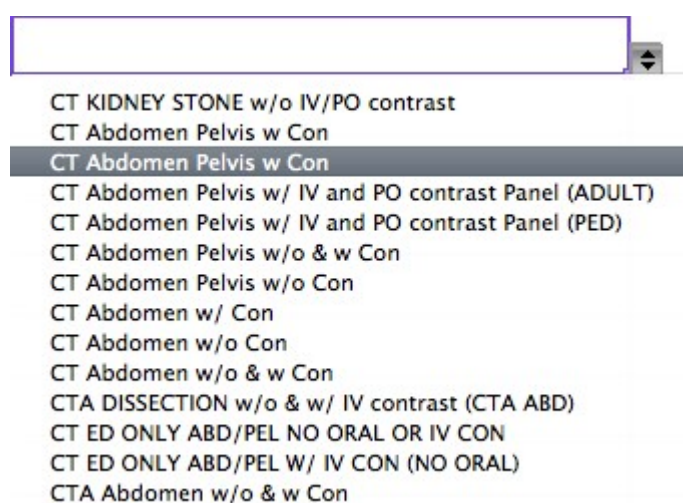 CT KIDNEY STONE w/o IV/PO contrast
CT Abdomen Pelvis w Con
CT Abdomen Pelvis w Con
CT Abdomen Pelvis w/ IV and PO contrast Panel (ADULT)
CT Abdomen Pelvis w/ IV and PO contrast Panel (PED)
CT Abdomen Pelvis w/o & w Con
CT Abdomen Pelvis w/o Con
CT Abdomen w/ Con
CT Abdomen w/o Con
CT Abdomen w/o & w Con
CTA DISSECTION w/o & w/ IV contrast (CTA ABD)
CT ED ONLY ABD/PEL NO ORAL OR IV CON
CT ED ONLY ABD/PEL W/ IV CON (NO ORAL)
CTA Abdomen w/o & w Con